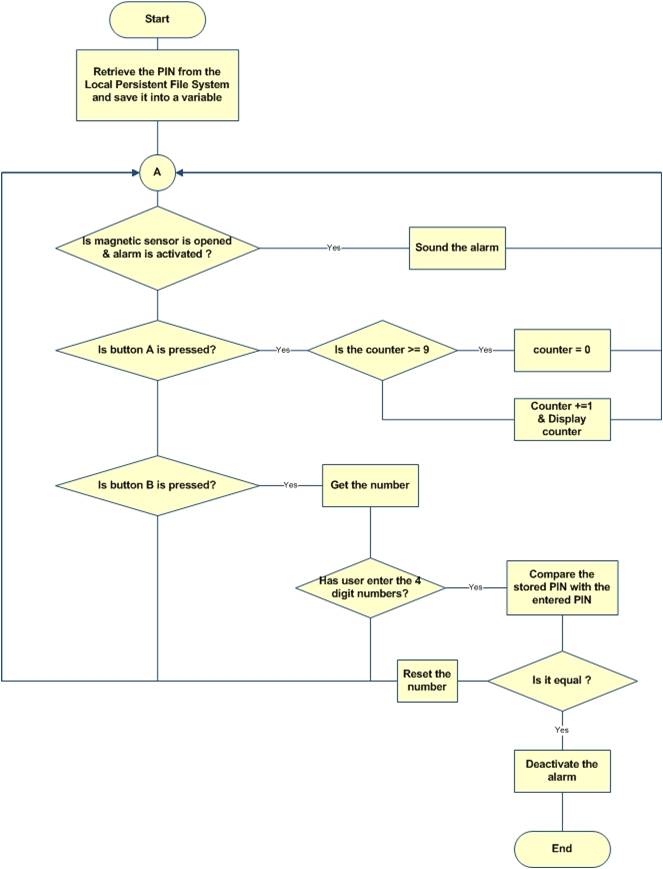 Start
Retrieve the PIN from the
Local Persistent File System
and save it into a variable
A
Is magnetic sensor is opened
& alarm is activated ?
Yes
Sound the alarm
Is button A is pressed?
Yes
Is the counter >= 9
Yes
counter = 0
Counter +=1
& Display
counter
Is button B is pressed?
Yes
Get the number
Has user enter the 4
digit numbers?
Yes
Compare the
stored PIN with the
entered PIN
Reset the
number
Is it equal ?
Yes
Deactivate the
alarm
End